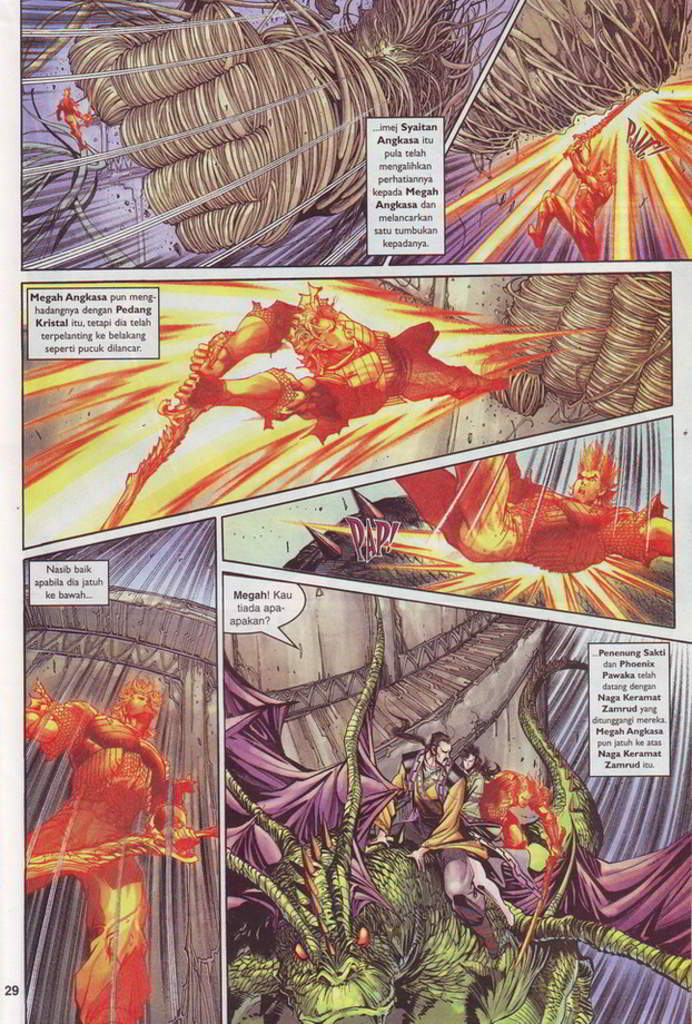 ...imej Syaitan
Angkasa itu
pula telah
mengalihkan
perhatiannya
kepada Megah
Angkasa dan
melancarkan
satu tumbukan
kepadanya.
PAP!
Megah Angkasa pun meng-
hadangnya dengan Pedang
Kristal itu, tetapi dia telah
terpelanting ke belakang
seperti pucuk dilancar.
PAP!
Nasib baik
apabila dia jatuh
ke bawah...
Megah! Kau
tiada apa-
apakan?
...Penenung Sakti
dan Phoenix
Pawaka telah
datang dengan
Naga Keramat
Zamrud yang
ditunggangi mereka.
Megah Angkasa
pun jatuh ke atas
Naga Keramat
Zamrud itu.
29